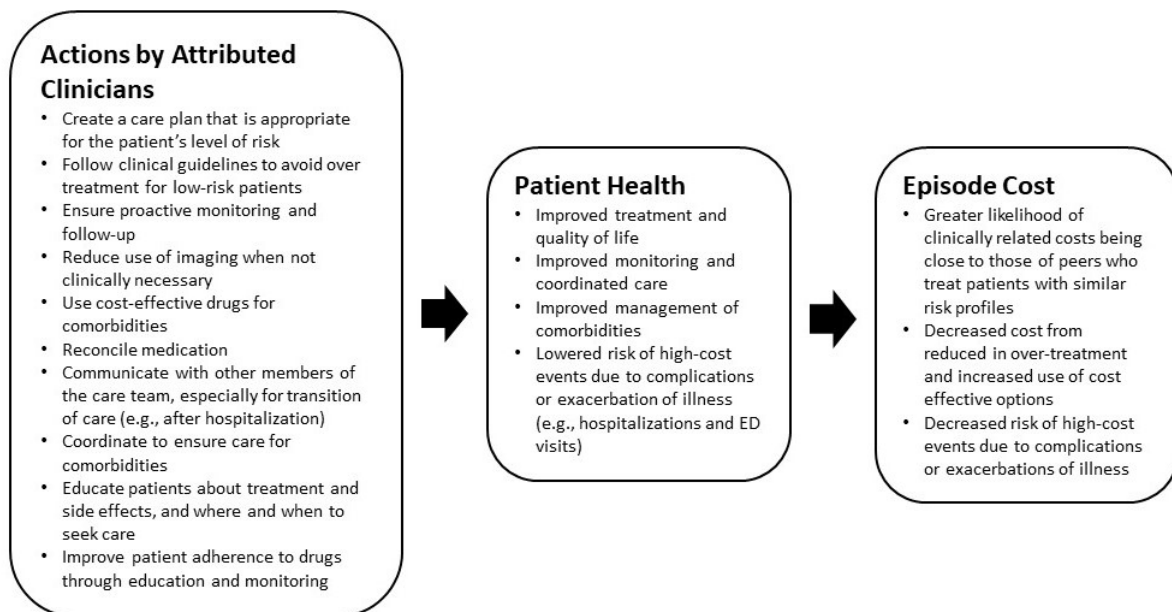 Actions by Attributed
Clinicians
• Create a care plan that is appropriate
for the patient's level of risk
• Follow clinical guidelines to avoid over
treatment for low-risk patients
• Ensure proactive monitoring and
follow-up
• Reduce use of imaging when not
clinically necessary
• Use cost-effective drugs for
comorbidities
• Reconcile medication
• Communicate with other members of
the care team, especially for transition
of care (e.g., after hospitalization)
• Coordinate to ensure care for
comorbidities
• Educate patients about treatment and
side effects, and where and when to
seek care
• Improve patient adherence to drugs
through education and monitoring
Patient Health
• Improved treatment and
quality of life
• Improved monitoring and
coordinated care
• Improved management of
comorbidities
• Lowered risk of high-cost
events due to complications
or exacerbation of illness
(e.g., hospitalizations and ED
visits)
Episode Cost
• Greater likelihood of
clinically related costs being
close to those of peers who
treat patients with similar
risk profiles
• Decreased cost from
reduced in over-treatment
and increased use of cost
effective options
• Decreased risk of high-cost
events due to complications
or exacerbations of illness